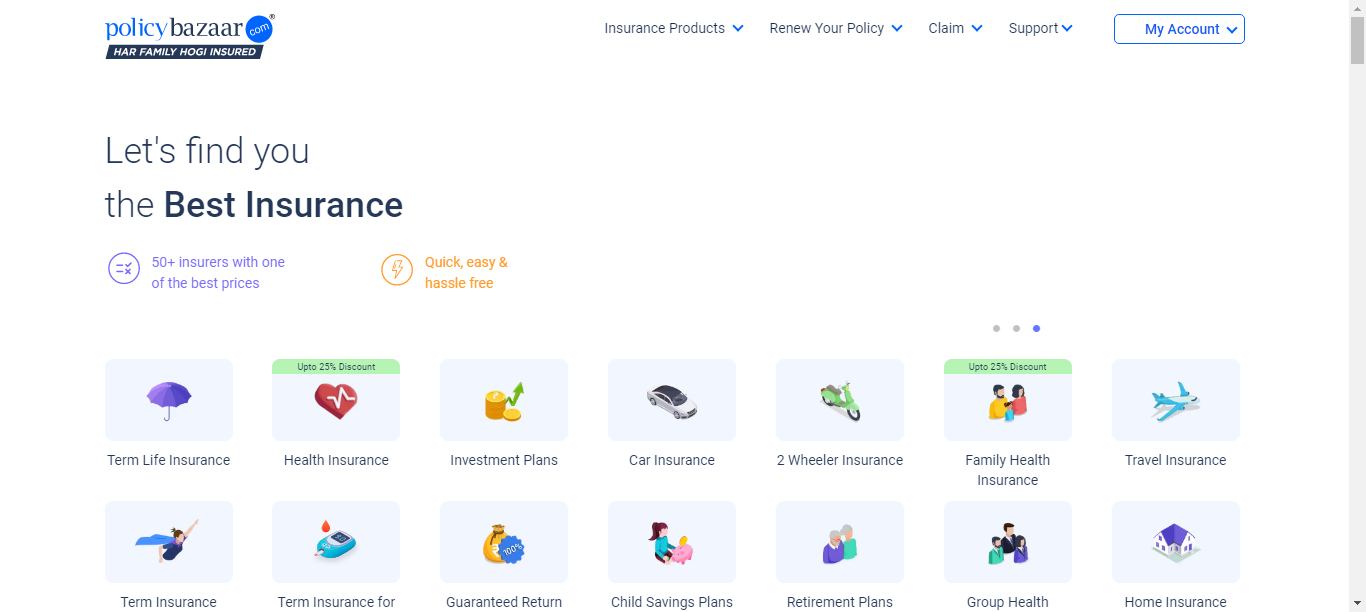 policybazaar com
HAR FAMILY HOGI INSURED
Insurance Products Renew Your Policy Claim Support My Account
Let's find you
the Best Insurance
50+ insurers with one
of the best prices
Quick, easy &
hassle free
Upto 25% Discount
Upto 25% Discount
Term Life Insurance
Health Insurance
Investment Plans
Car Insurance
2 Wheeler Insurance
Family Health
Insurance
Travel Insurance
100%
Term Insurance
Term Insurance for
Guaranteed Return
Child Savings Plans
Retirement Plans
Group Health
Home Insurance